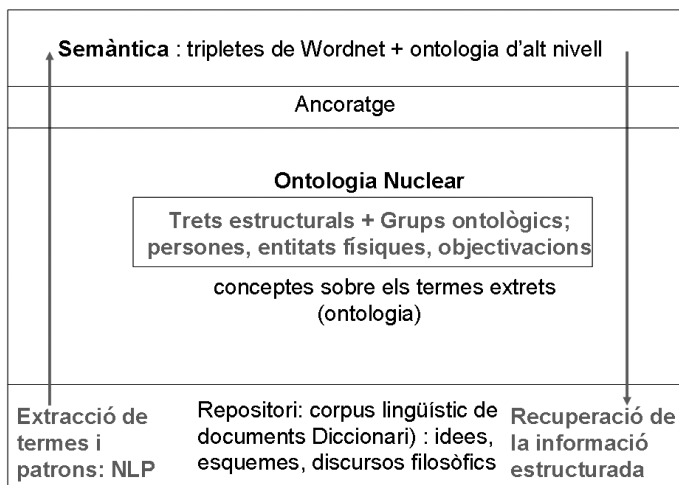 Semàntica : tripletes de Wordnet + ontologia d'alt nivell
Ancoratge
Ontologia Nuclear
Trets estructurals + Grups ontològics;
persones, entitats físiques, objectivacions
conceptes sobre els termes extrets
(ontologia)
Extracció de
termes i
patrons: NLP
Repositori: corpus lingüístic de
documents Diccionari) : idees,
esquemes, discursos filosòfics
Recuperació de
la informació
estructurada